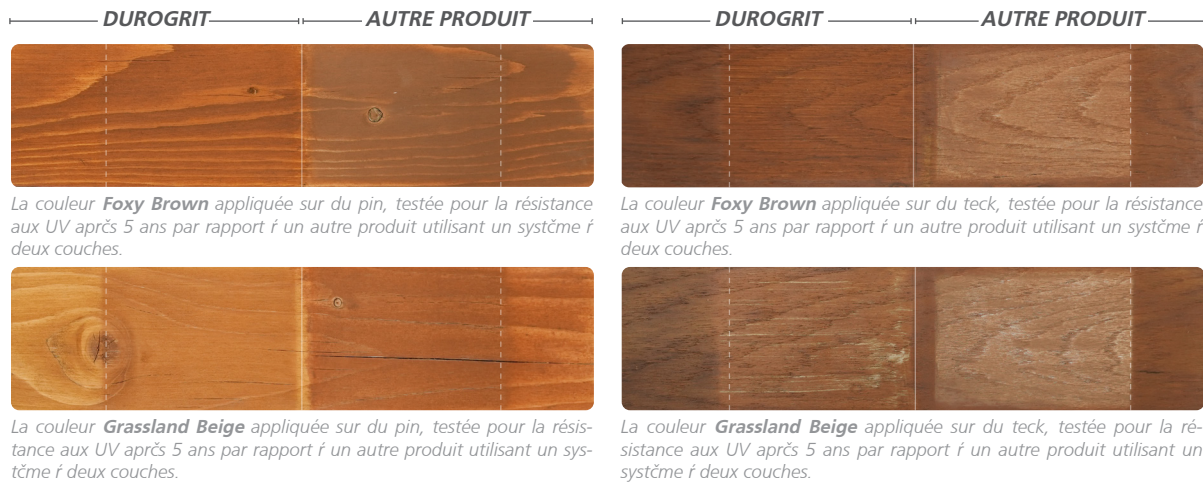 DUROGRIT AUTRE PRODUIT
La couleur Foxy Brown appliquée sur du pin, testée pour la résistance
aux UV aprčs 5 ans par rapport ŕ un autre produit utilisant un systčme ŕ
deux couches.
La couleur Grassland Beige appliquée sur du pin, testée pour la résis-
tance aux UV aprčs 5 ans par rapport ŕ un autre produit utilisant un sys-
tčme ŕ deux couches.
DUROGRIT AUTRE PRODUIT
La couleur Foxy Brown appliquée sur du teck, testée pour la résistance
aux UV aprčs 5 ans par rapport ŕ un autre produit utilisant un systčme ŕ
deux couches.
La couleur Grassland Beige appliquée sur du teck, testée pour la ré-
sistance aux UV aprčs 5 ans par rapport ŕ un autre produit utilisant un
systčme ŕ deux couches.